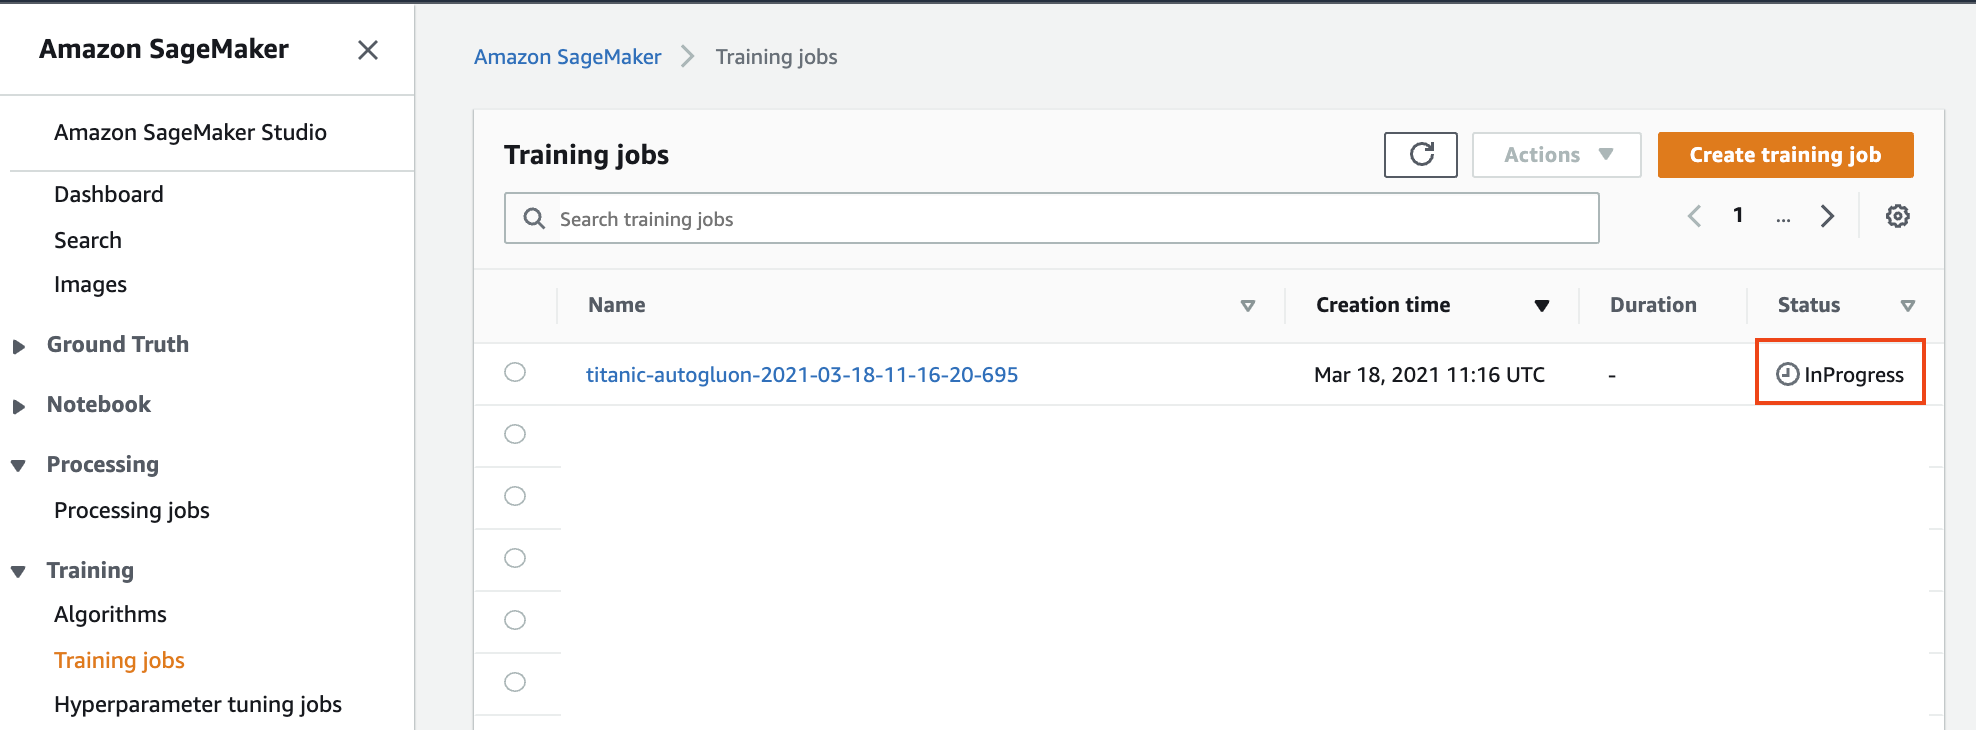 Amazon SageMaker
Amazon SageMaker Studio
Dashboard
Search
Images
Ground Truth
Notebook
Processing
Processing jobs
Training
Algorithms
Training jobs
Hyperparameter tuning jobs
Amazon SageMaker Training jobs
Training jobs
Actions
Create training job
Search training jobs
1 ...
Name Creation time Duration Status
titanic-autogluon-2021-03-18-11-16-20-695 Mar 18, 2021 11:16 UTC - InProgress